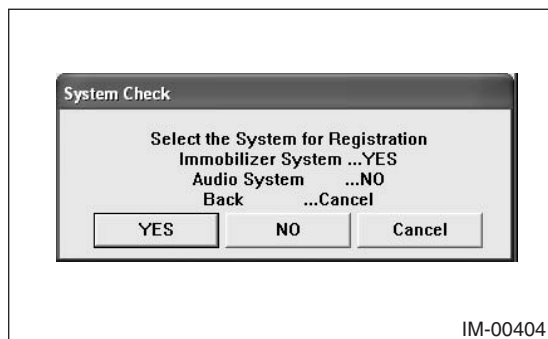 System Check
Select the System for Registration
Immobilizer System ...YES
Audio System ...NO
Back ...Cancel
YES NO Cancel
IM-00404